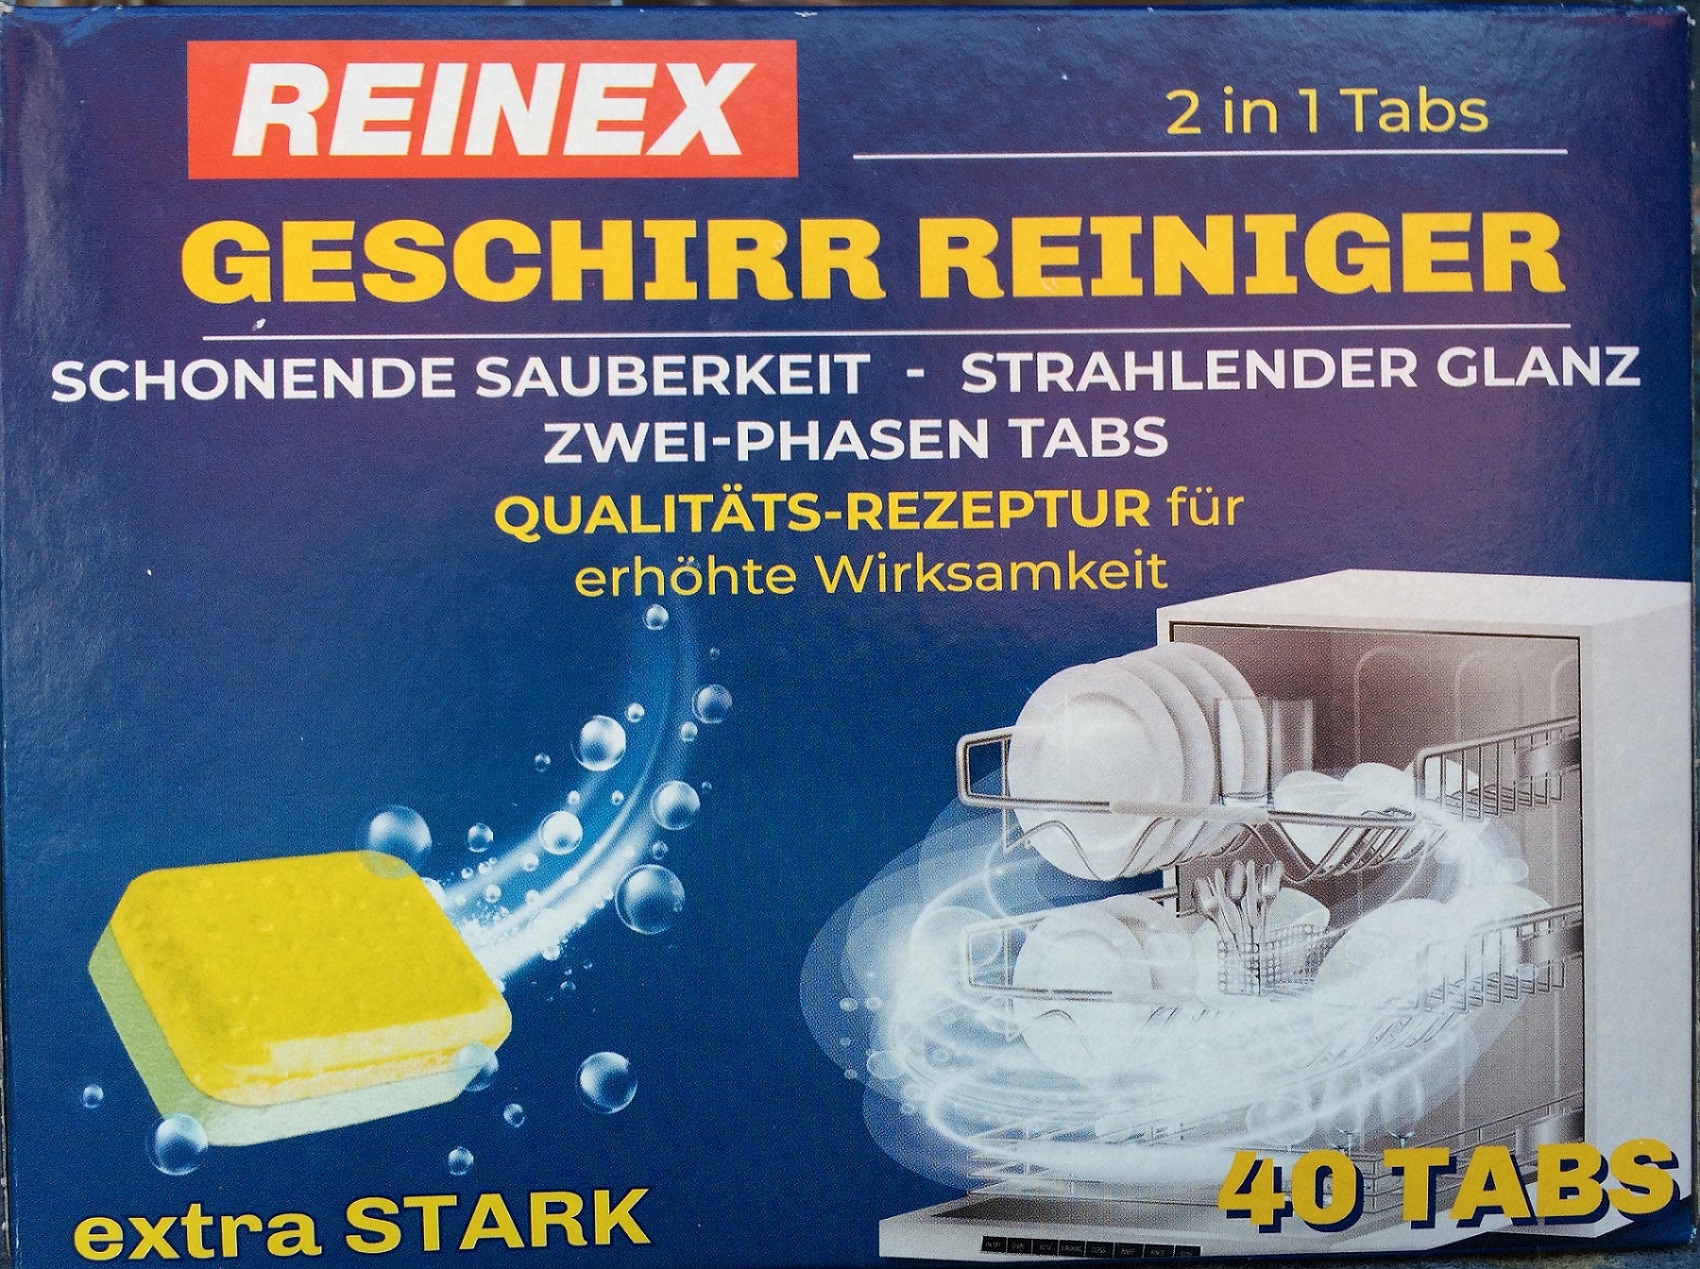 REINEX
2 in 1 Tabs
GESCHIRR REINIGER
SCHONENDE SAUBERKEIT - STRAHLENDER GLANZ
ZWEI-PHASEN TABS
QUALITÄTS-REZEPTUR für
erhöhte Wirksamkeit
extra STARK
40 TABS